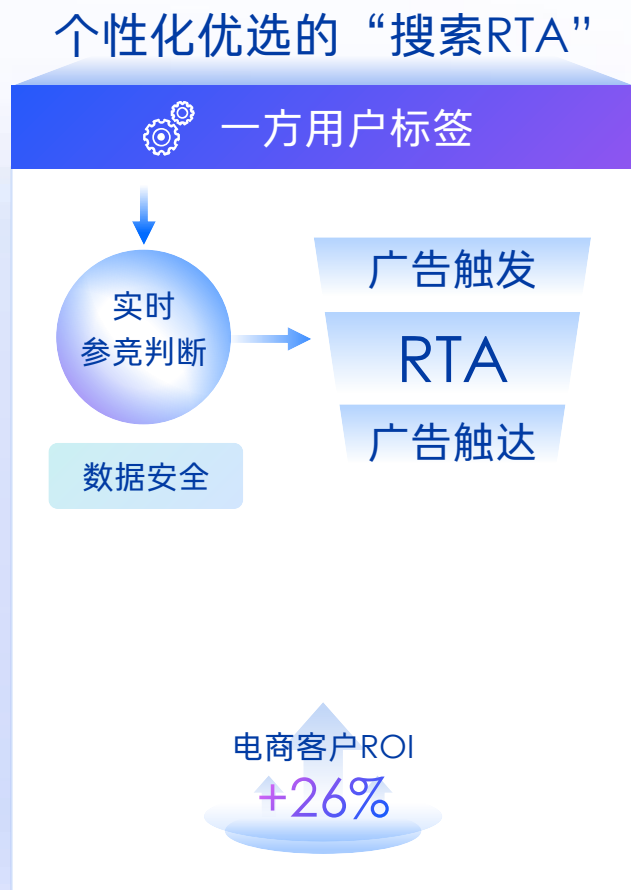 个性化优选的“搜索RTA”
一方用户标签
实时
参竞判断
数据安全
广告触发
RTA
广告触达
电商客户ROI
+26%